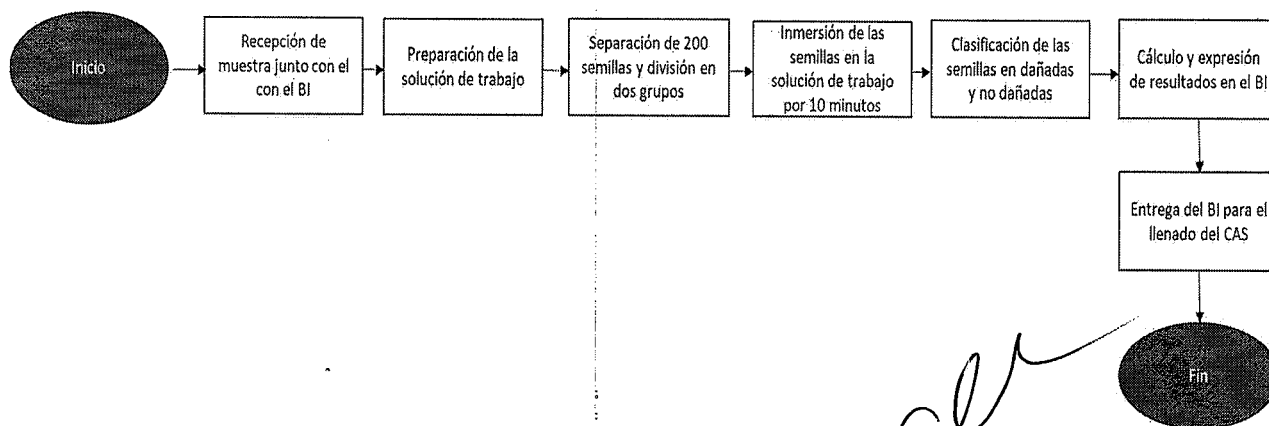 Inicio
Recepción de
muestra junto con el
con el BI
Preparación de la
solución de trabajo
Separación de 200
semillas y división en
dos grupos
Inmersión de las
semillas en la
solución de trabajo
por 10 minutos
Clasificación de las
semillas en dañadas
y no dañadas
Cálculo y expresión
de resultados en el BI
Entrega del BI para el
llenado del CAS
Fin